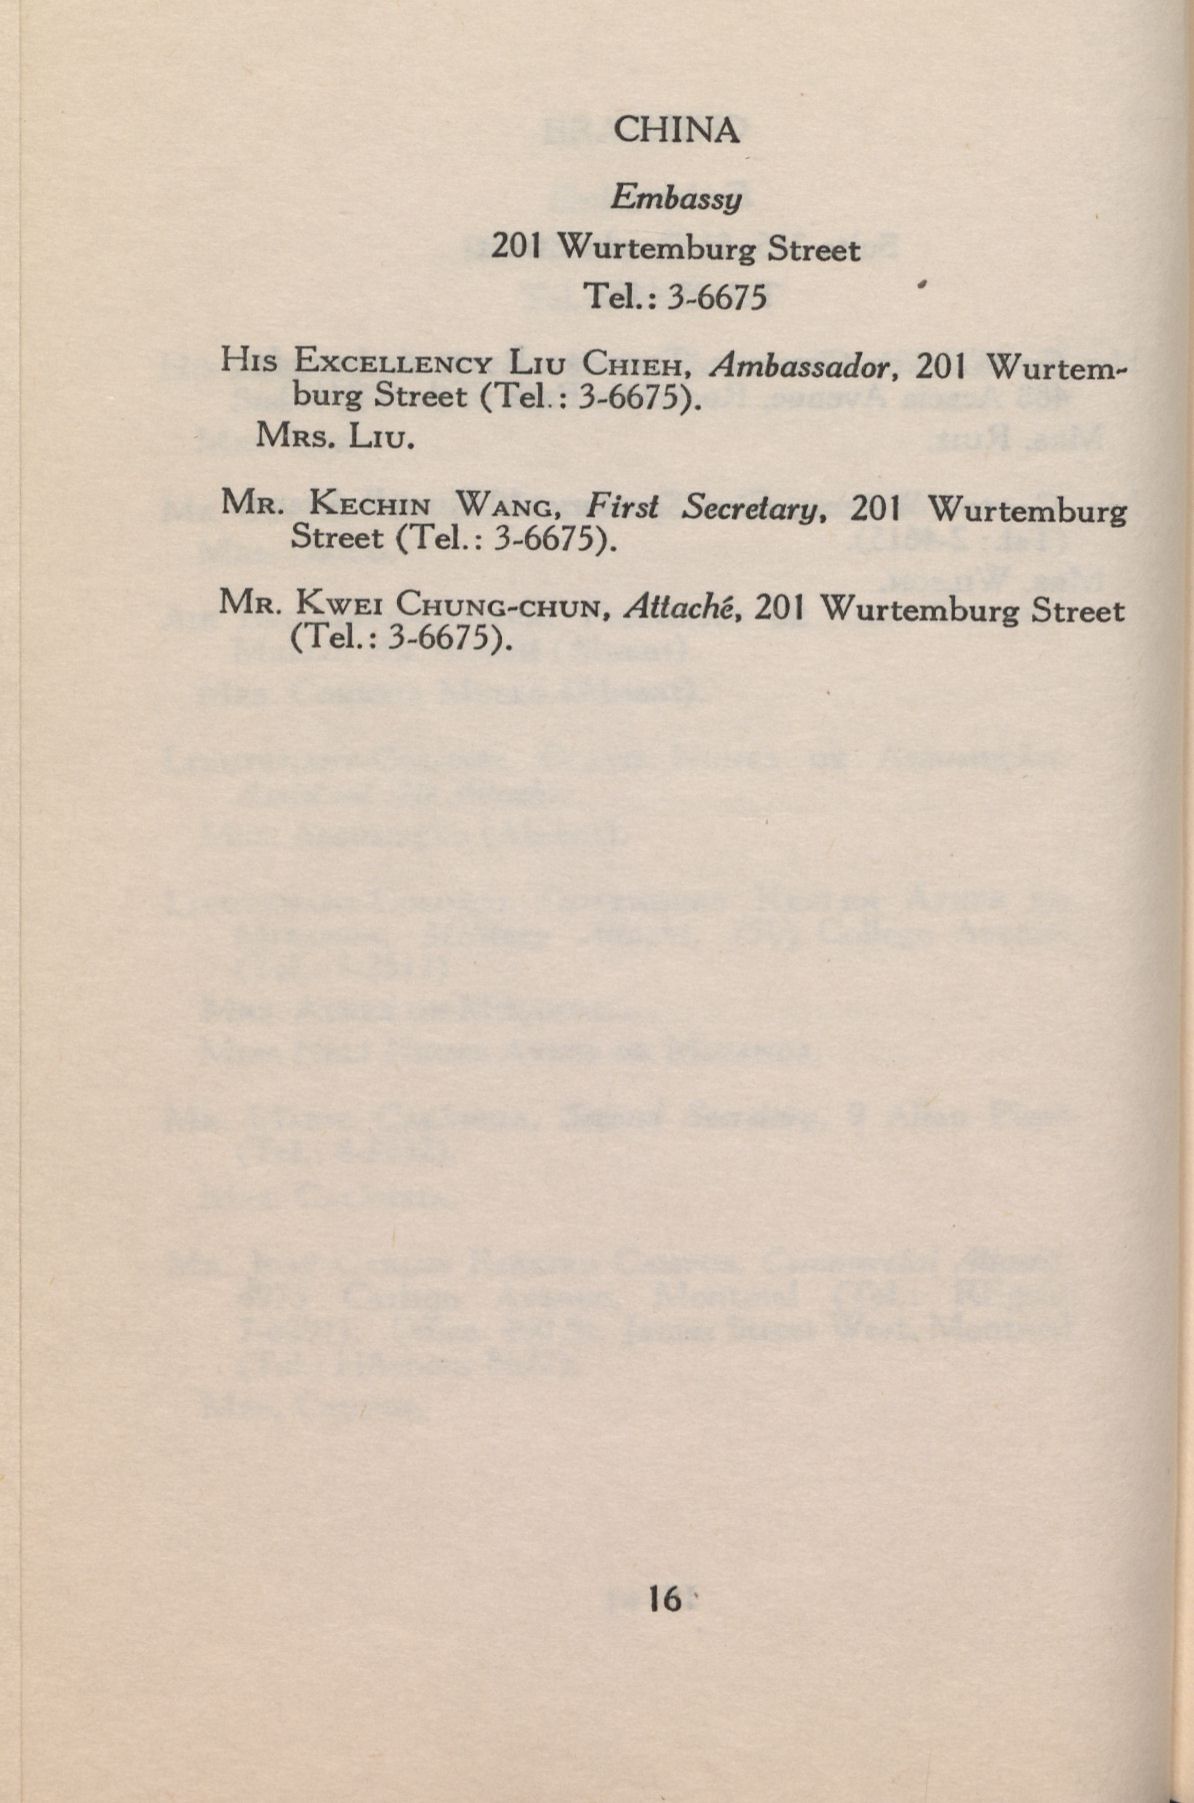 CHINA
Embassy
201 Wurtemburg Street
Tel.: 3-6675
HIS EXCELLENCY LIU CHIEH, Ambassador, 201 Wurtem-
burg Street (Tel.: 3-6675).
MRS. LIU.
MR. KECHIN WANG, First Secretary, 201 Wurtemburg
Street (Tel.: 3-6675).
MR. KWEI CHUNG-CHUN, Attaché, 201 Wurtemburg Street
(Tel.: 3-6675).
16